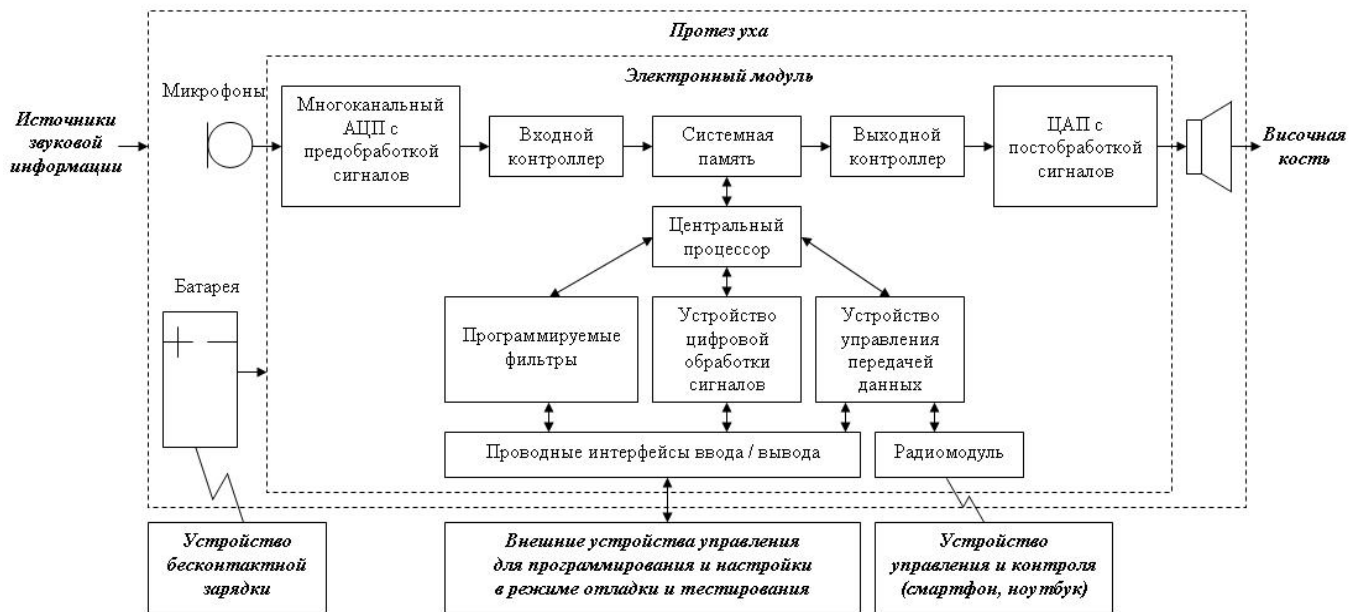 Протез уха
Электронный модуль
Микрофоны
Источники
звуковой
информации
Многоканальный
АЦП с
предобработкой
сигналов
Входной
контроллер
Системная
память
Выходной
контроллер
ЦАП с
постобработкой
сигналов
Височная
кость
Центральный
процессор
Батарея
Программируемые
фильтры
Устройство
цифровой
обработки
сигналов
Устройство
управления
передачей
данных
Проводные интерфейсы ввода / вывода
Радиомодуль
Устройство
бесконтактной
зарядки
Внешние устройства управления
для программирования и настройки
в режиме отладки и тестирования
Устройство
управления и контроля
(смартфон, ноутбук)